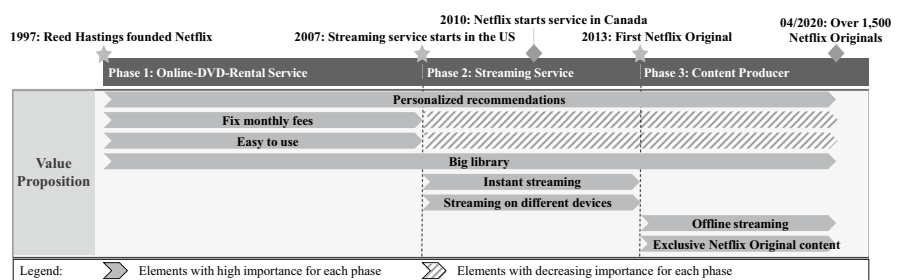 2010: Netflix starts service in Canada
04/2020: Over 1,500
1997: Reed Hastings founded Netflix
2007: Streaming service starts in the US
2013: First Netflix Original
Netflix Originals
Phase 1: Online-DVD-Rental Service
Phase 2: Streaming Service
Phase 3: Content Producer
Value
Proposition
Personalized recommendations
Fix monthly fees
Easy to use
Big library
Instant streaming
Streaming on different devices
Offline streaming
Exclusive Netflix Original content
Legend:
Elements with high importance for each phase
Elements with decreasing importance for each phase